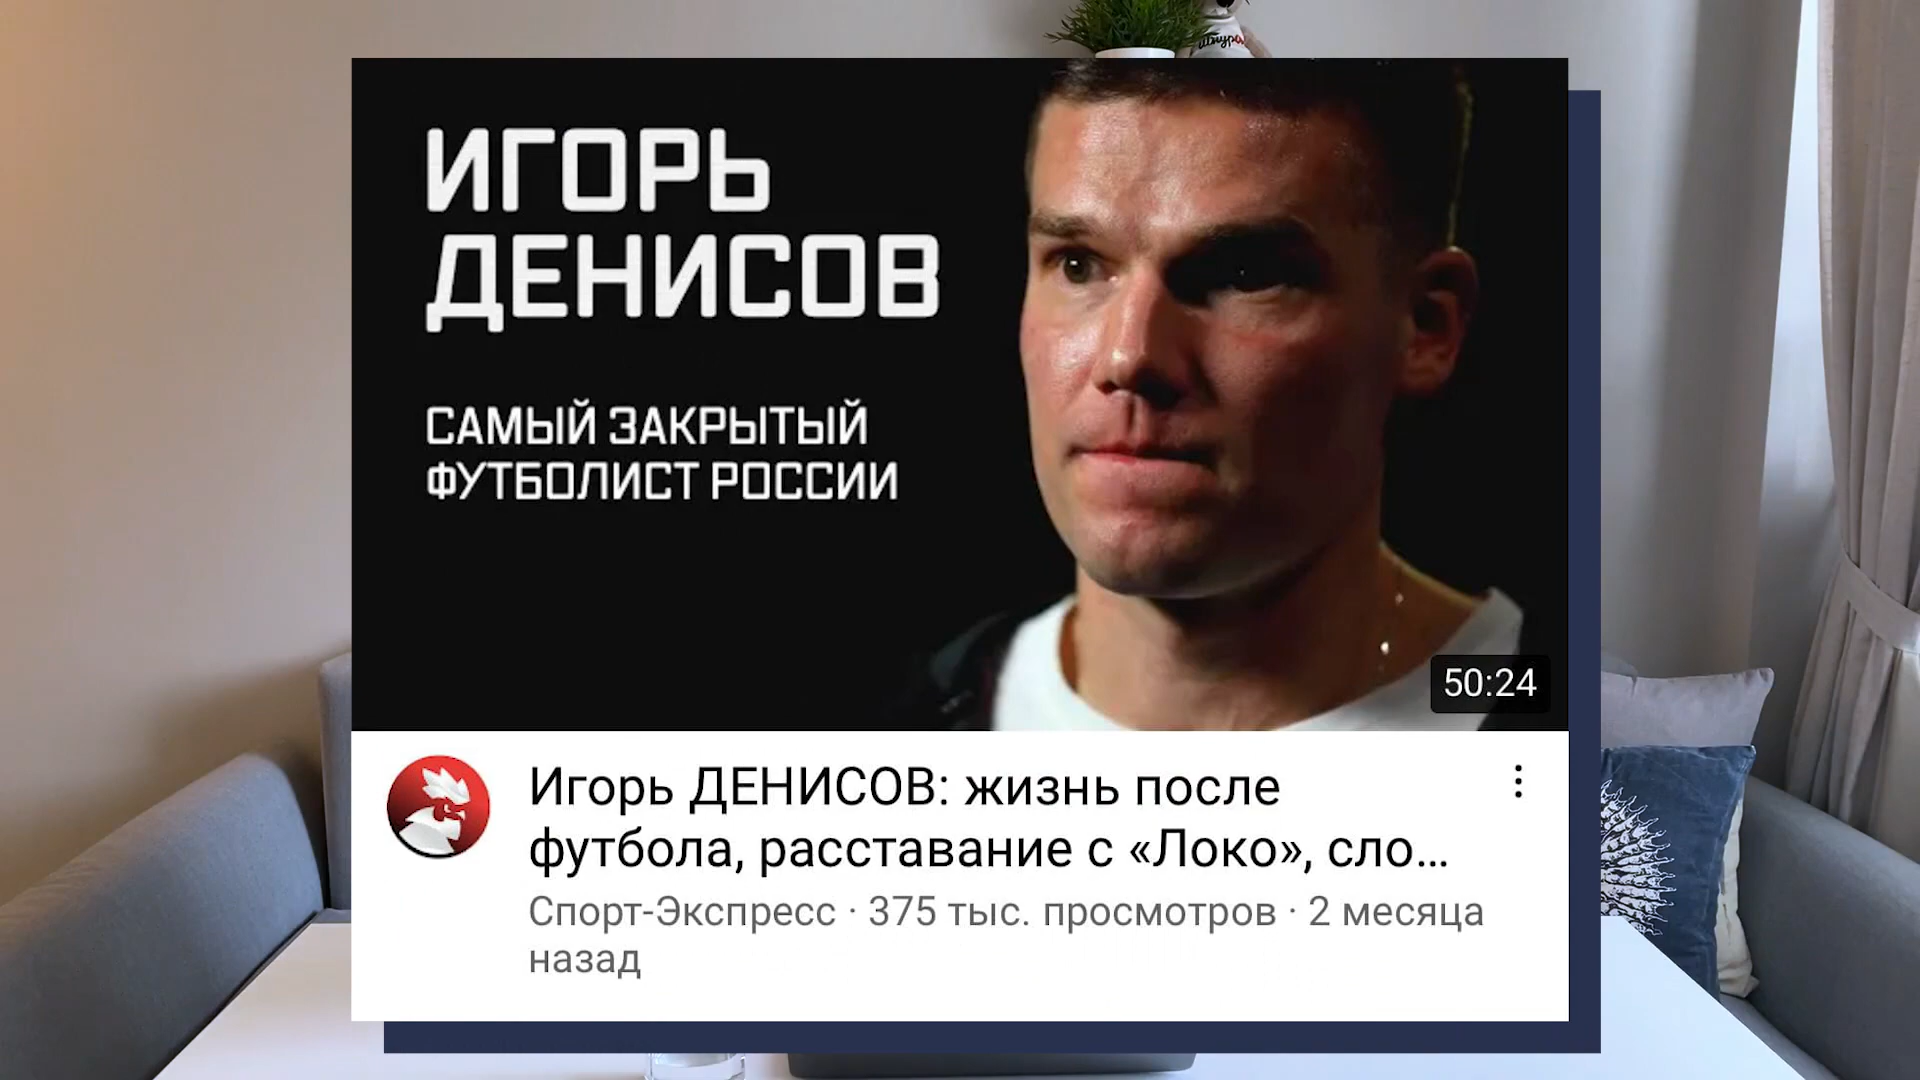 ИГОРЬ
ДЕНИСОВ
САМЫЙ ЗАКРЫТЫЙ
ФУТБОЛИСТ РОССИИ
50:24
Игорь ДЕНИСОВ: жизнь после
футбола, расставание с «Локо», сло...
Спорт-Экспресс · 375 тыс. просмотров · 2 месяца
назад